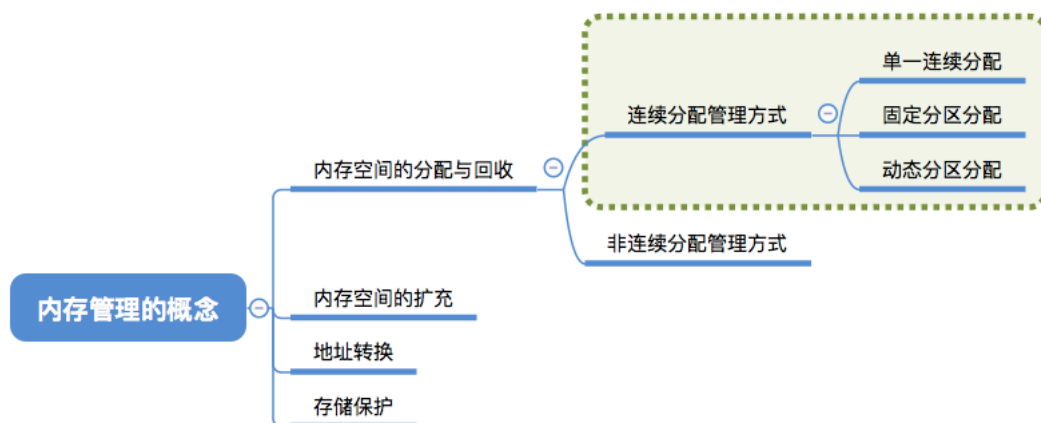 内存管理的概念
内存空间的分配与回收
连续分配管理方式
单一连续分配
固定分区分配
动态分区分配
非连续分配管理方式
内存空间的扩充
地址转换
存储保护